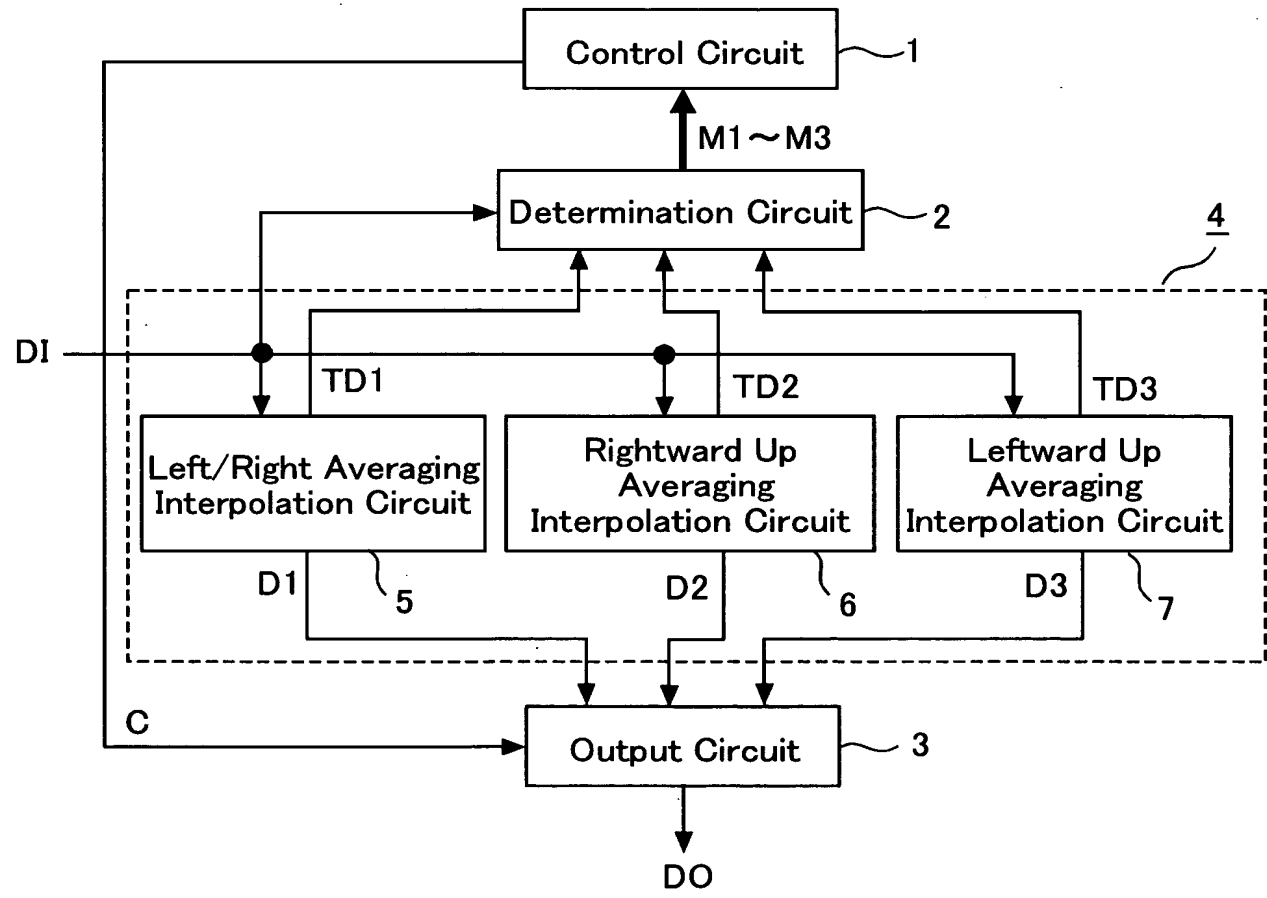 Control Circuit
1
M1～M3
Determination Circuit
2
4
DI
TD1
TD2
TD3
Left/Right Averaging
Interpolation Circuit
Rightward Up
Averaging
Interpolation Circuit
Leftward Up
Averaging
Interpolation Circuit
D1
5
D2
6
D3
7
C
Output Circuit
3
DO